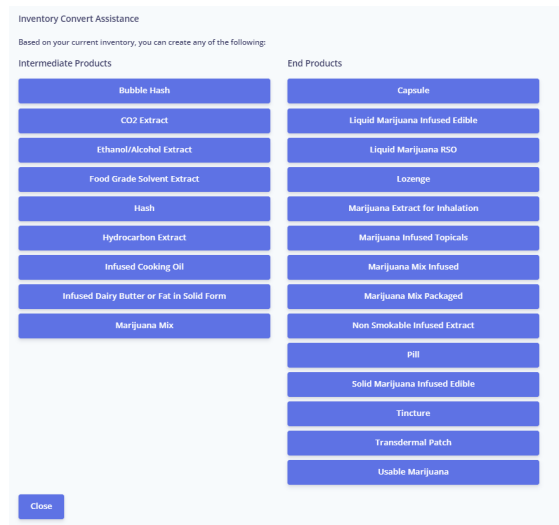 Inventory Convert Assistance
Based on your current inventory, you can create any of the following:
Intermediate Products
Bubble Hash
CO2 Extract
Ethanol/Alcohol Extract
Food Grade Solvent Extract
Hash
Hydrocarbon Extract
Infused Cooking Oil
Infused Dairy Butter or Fat in Solid Form
Marijuana Mix
End Products
Capsule
Liquid Marijuana Infused Edible
Liquid Marijuana RSO
Lozenge
Marijuana Extract for Inhalation
Marijuana Infused Topicals
Marijuana Mix Infused
Marijuana Mix Packaged
Non Smokable Infused Extract
Pill
Solid Marijuana Infused Edible
Tincture
Transdermal Patch
Usable Marijuana
Close